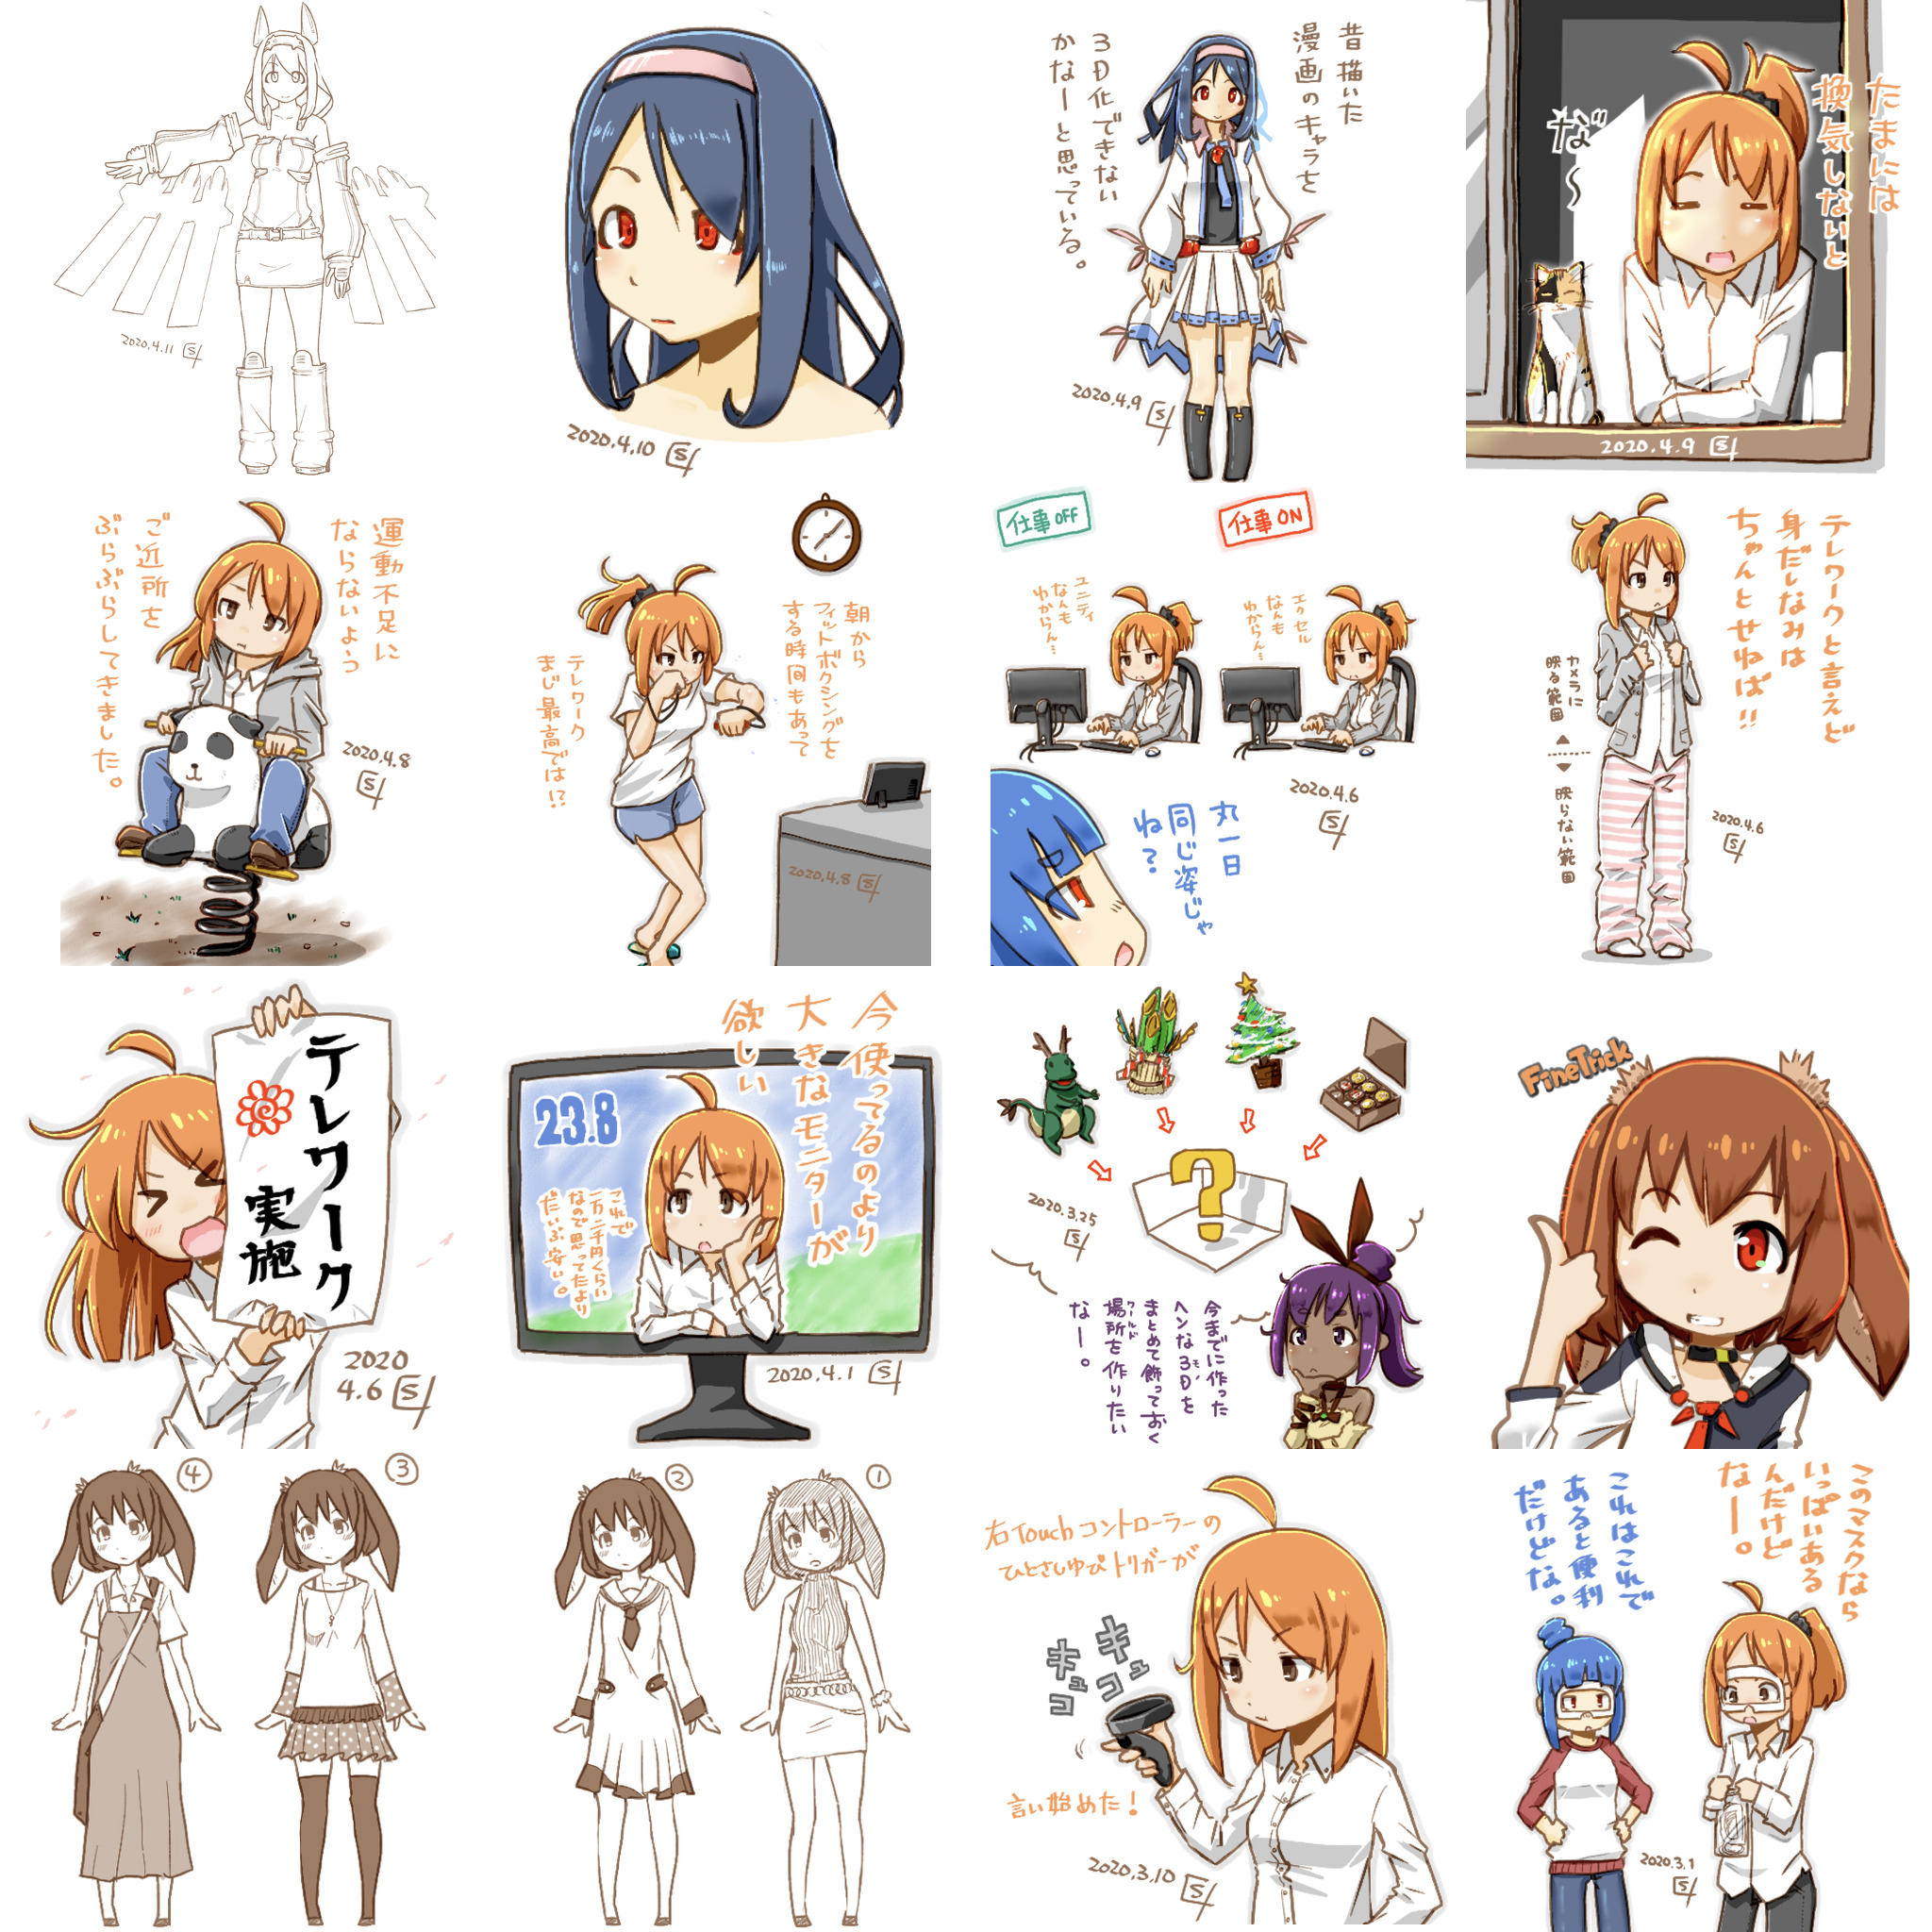 2020.4.11
2020.4.10
昔描いた
漫画のキャラを
3D化できない
かなーと思っている。
2020.4.9
たまには
換気しないと
な゛〜
2020.4.9
運動不足に
ならないよう
ご近所を
ぶらぶらしてきました。
2020.4.8
朝から
フィットボクシングを
する時間もあって
テレワーク
まじ最高では!?
2020.4.8
仕事OFF
仕事ON
ユニティ
なんも
わからん…
エクセル
なんも
わからん…
2020.4.6
丸一日
同じ姿じゃ
ね?
テレワークと言えど
身だしなみは
ちゃんとせねば!!
カメラに
映る範囲
映らない範囲
2020.4.6
テレワーク
実施
2020
4.6
今使ってるのより
大きなモニターが
欲しい
23.8
これで
一万二千円くらい
なので思ってたより
だいぶ安い。
2020.4.1
?
2020.3.25
今までに作った
ヘンな3Dを
モノ
まとめて飾っておく
場所を作りたい
ワールド
なー。
FineTrick
④
③
②
①
右Touchコントローラーの
ひとさしゆびトリガーが
キュコ
キュコ
言い始めた!
2020.3.10
このマスクなら
いっぱいある
んだけど
なー。
これはこれで
あると便利
だけどな。
2020.3.1